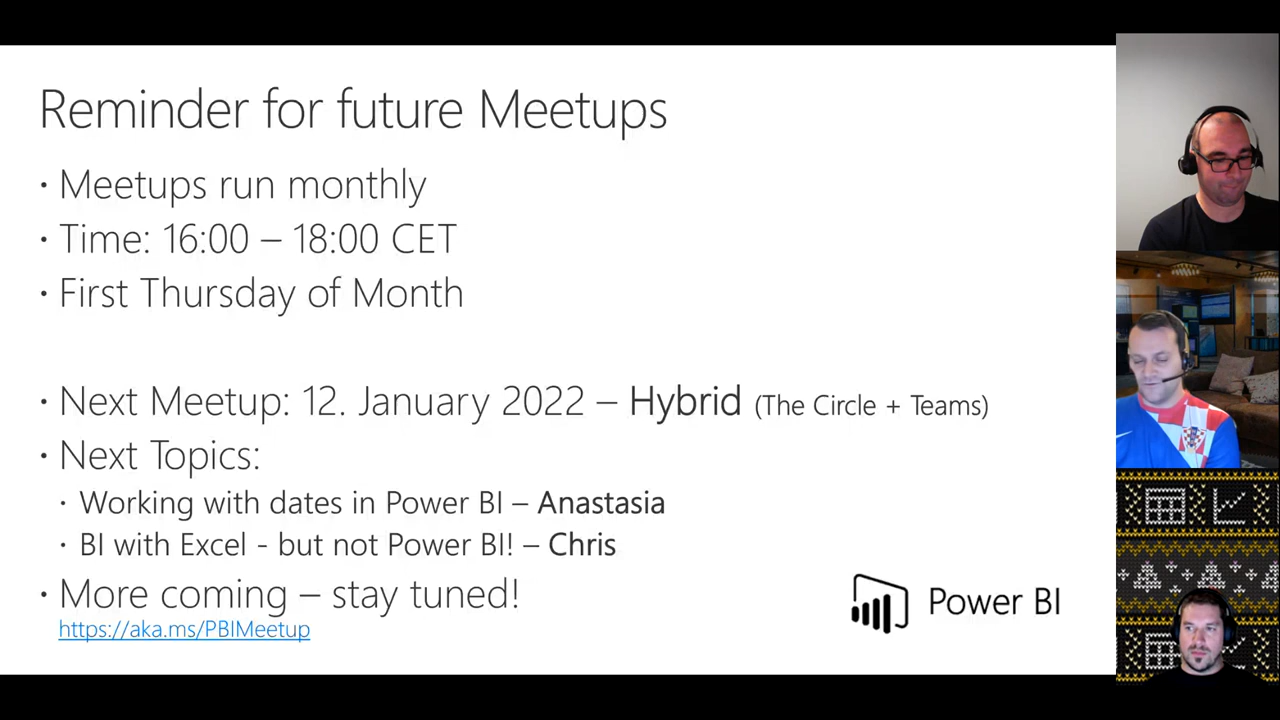 Reminder for future Meetups
· Meetups run monthly
· Time: 16:00 – 18:00 CET
· First Thursday of Month
· Next Meetup: 12. January 2022 – Hybrid (The Circle + Teams)
· Next Topics:
· Working with dates in Power BI – Anastasia
· BI with Excel - but not Power BI! – Chris
· More coming – stay tuned!
https://aka.ms/PBIMeetup
Power BI